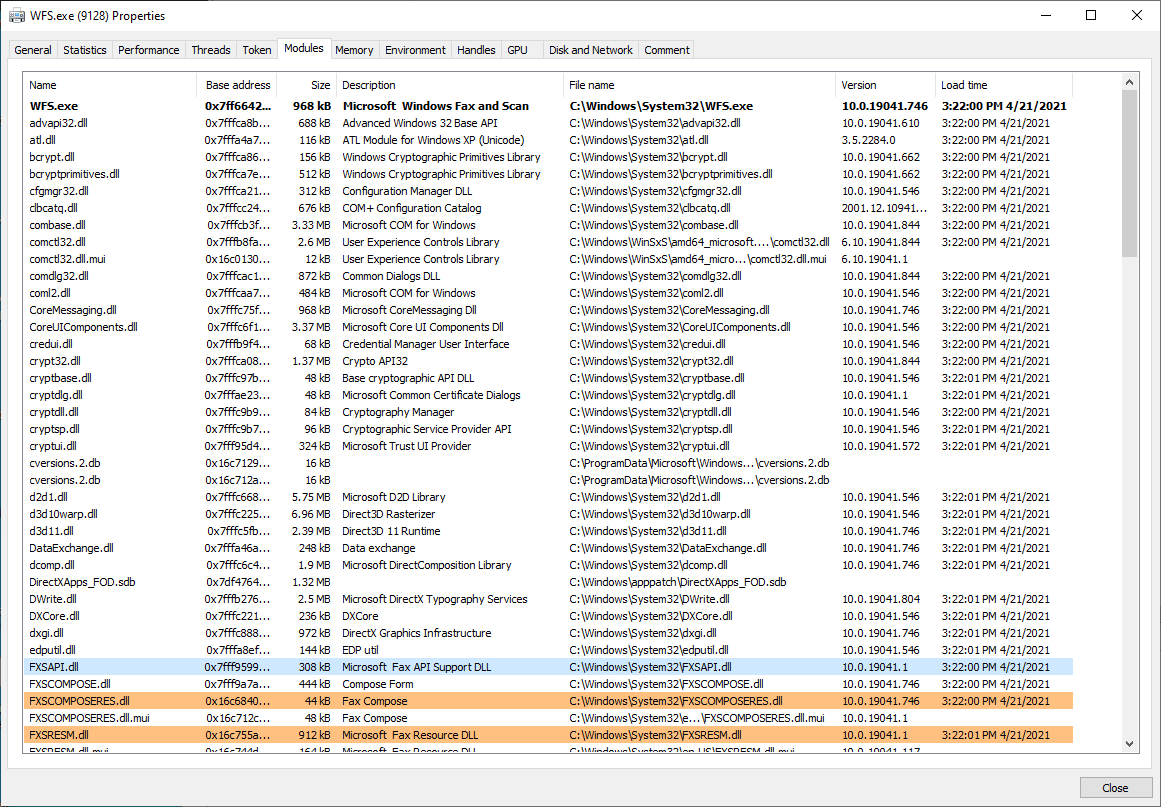 WFS.exe (9128) Properties
General Statistics Performance Threads Token Modules Memory Environment Handles GPU Disk and Network Comment
Name Base address Size Description File name Version Load time
WFS.exe 0x7ff6642... 968 kB Microsoft  Windows Fax and Scan C:\Windows\System32\WFS.exe 10.0.19041.746 3:22:00 PM 4/21/2021
advapi32.dll 0x7fffca8b... 688 kB Advanced Windows 32 Base API C:\Windows\System32\advapi32.dll 10.0.19041.610 3:22:00 PM 4/21/2021
atl.dll 0x7fffa4a7... 116 kB ATL Module for Windows XP (Unicode) C:\Windows\System32\atl.dll 3.5.2284.0 3:22:00 PM 4/21/2021
bcrypt.dll 0x7fffca86... 156 kB Windows Cryptographic Primitives Library C:\Windows\System32\bcrypt.dll 10.0.19041.662 3:22:00 PM 4/21/2021
bcryptprimitives.dll 0x7fffca7e... 512 kB Windows Cryptographic Primitives Library C:\Windows\System32\bcryptprimitives.dll 10.0.19041.662 3:22:00 PM 4/21/2021
cfgmgr32.dll 0x7fffca21... 312 kB Configuration Manager DLL C:\Windows\System32\cfgmgr32.dll 10.0.19041.546 3:22:00 PM 4/21/2021
clbcatq.dll 0x7fffcc24... 676 kB COM+ Configuration Catalog C:\Windows\System32\clbcatq.dll 2001.12.10941... 3:22:00 PM 4/21/2021
combase.dll 0x7fffcb3f... 3.33 MB Microsoft COM for Windows C:\Windows\System32\combase.dll 10.0.19041.844 3:22:00 PM 4/21/2021
comctl32.dll 0x7fffb8fa... 2.6 MB User Experience Controls Library C:\Windows\WinSxS\amd64_microsoft....\comctl32.dll 6.10.19041.844 3:22:00 PM 4/21/2021
comctl32.dll.mui 0x16c0130... 12 kB User Experience Controls Library C:\Windows\WinSxS\amd64_micro...\comctl32.dll.mui 6.10.19041.1
comdlg32.dll 0x7fffcac1... 872 kB Common Dialogs DLL C:\Windows\System32\comdlg32.dll 10.0.19041.844 3:22:00 PM 4/21/2021
coml2.dll 0x7fffcaa7... 484 kB Microsoft COM for Windows C:\Windows\System32\coml2.dll 10.0.19041.546 3:22:00 PM 4/21/2021
CoreMessaging.dll 0x7fffc75f... 968 kB Microsoft CoreMessaging Dll C:\Windows\System32\CoreMessaging.dll 10.0.19041.746 3:22:00 PM 4/21/2021
CoreUIComponents.dll 0x7fffc6f1... 3.37 MB Microsoft Core UI Components Dll C:\Windows\System32\CoreUIComponents.dll 10.0.19041.546 3:22:00 PM 4/21/2021
credui.dll 0x7fffb9f4... 68 kB Credential Manager User Interface C:\Windows\System32\credui.dll 10.0.19041.546 3:22:00 PM 4/21/2021
crypt32.dll 0x7fffca08... 1.37 MB Crypto API32 C:\Windows\System32\crypt32.dll 10.0.19041.844 3:22:00 PM 4/21/2021
cryptbase.dll 0x7fffc97b... 48 kB Base cryptographic API DLL C:\Windows\System32\cryptbase.dll 10.0.19041.546 3:22:01 PM 4/21/2021
cryptdlg.dll 0x7fffae23... 48 kB Microsoft Common Certificate Dialogs C:\Windows\System32\cryptdlg.dll 10.0.19041.1 3:22:00 PM 4/21/2021
cryptdll.dll 0x7fffc9b9... 84 kB Cryptography Manager C:\Windows\System32\cryptdll.dll 10.0.19041.546 3:22:00 PM 4/21/2021
cryptsp.dll 0x7fffc9b7... 96 kB Cryptographic Service Provider API C:\Windows\System32\cryptsp.dll 10.0.19041.546 3:22:01 PM 4/21/2021
cryptui.dll 0x7fff95d4... 324 kB Microsoft Trust UI Provider C:\Windows\System32\cryptui.dll 10.0.19041.572 3:22:00 PM 4/21/2021
cversions.2.db 0x16c7129... 16 kB C:\ProgramData\Microsoft\Windows...\cversions.2.db
cversions.2.db 0x16c712a... 16 kB C:\ProgramData\Microsoft\Windows...\cversions.2.db
d2d1.dll 0x7fffc668... 5.75 MB Microsoft D2D Library C:\Windows\System32\d2d1.dll 10.0.19041.546 3:22:01 PM 4/21/2021
d3d10warp.dll 0x7fffc225... 6.96 MB Direct3D Rasterizer C:\Windows\System32\d3d10warp.dll 10.0.19041.546 3:22:01 PM 4/21/2021
d3d11.dll 0x7fffc5fb... 2.39 MB Direct3D 11 Runtime C:\Windows\System32\d3d11.dll 10.0.19041.746 3:22:01 PM 4/21/2021
DataExchange.dll 0x7fffa46a... 248 kB Data exchange C:\Windows\System32\DataExchange.dll 10.0.19041.746 3:22:01 PM 4/21/2021
dcomp.dll 0x7fffc6c4... 1.9 MB Microsoft DirectComposition Library C:\Windows\System32\dcomp.dll 10.0.19041.746 3:22:01 PM 4/21/2021
DirectXApps_FOD.sdb 0x7df4764... 1.32 MB C:\Windows\apppatch\DirectXApps_FOD.sdb
DWrite.dll 0x7fffb276... 2.5 MB Microsoft DirectX Typography Services C:\Windows\System32\DWrite.dll 10.0.19041.804 3:22:01 PM 4/21/2021
DXCore.dll 0x7fffc221... 236 kB DXCore C:\Windows\System32\DXCore.dll 10.0.19041.546 3:22:01 PM 4/21/2021
dxgi.dll 0x7fffc888... 972 kB DirectX Graphics Infrastructure C:\Windows\System32\dxgi.dll 10.0.19041.746 3:22:01 PM 4/21/2021
edputil.dll 0x7fffa8ef... 144 kB EDP util C:\Windows\System32\edputil.dll 10.0.19041.546 3:22:01 PM 4/21/2021
FXSAPI.dll 0x7fff9599... 308 kB Microsoft  Fax API Support DLL C:\Windows\System32\FXSAPI.dll 10.0.19041.1 3:22:00 PM 4/21/2021
FXSCOMPOSE.dll 0x7fff9a7a... 444 kB Compose Form C:\Windows\System32\FXSCOMPOSE.dll 10.0.19041.746 3:22:00 PM 4/21/2021
FXSCOMPOSERES.dll 0x16c6840... 44 kB Fax Compose C:\Windows\System32\FXSCOMPOSERES.dll 10.0.19041.746 3:22:00 PM 4/21/2021
FXSCOMPOSERES.dll.mui 0x16c712c... 48 kB Fax Compose C:\Windows\System32\e...\FXSCOMPOSERES.dll.mui 10.0.19041.1
FXSRESM.dll 0x16c755a... 912 kB Microsoft  Fax Resource DLL C:\Windows\System32\FXSRESM.dll 10.0.19041.1 3:22:01 PM 4/21/2021
FXSRESM.dll.mui 0x16c744d... 164 kB Microsoft  Fax Resource DLL C:\Windows\System32\en-US\FXSRESM.dll.mui 10.0.19041.117
Close